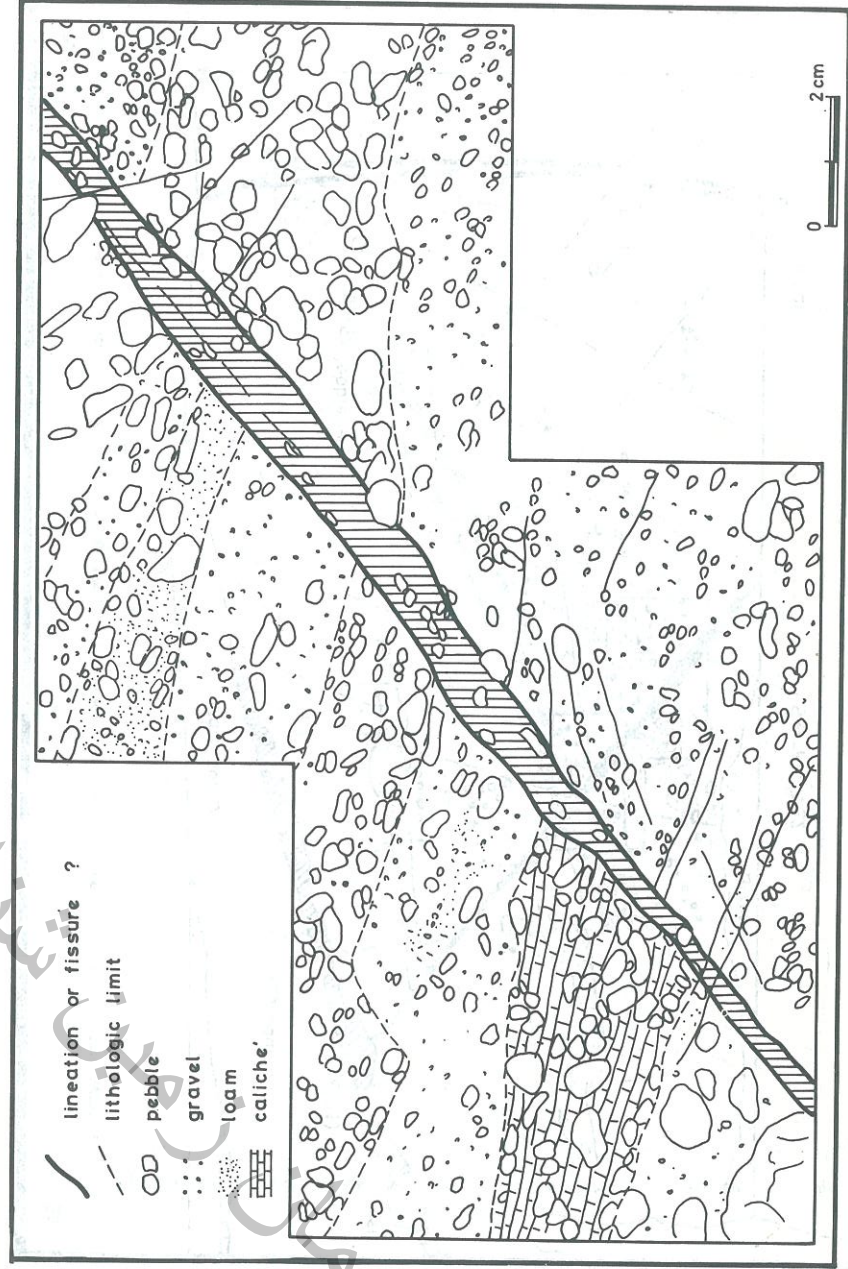 lineation or fissure ?
lithologic limit
pebble
gravel
loam
caliche'
0 2 cm